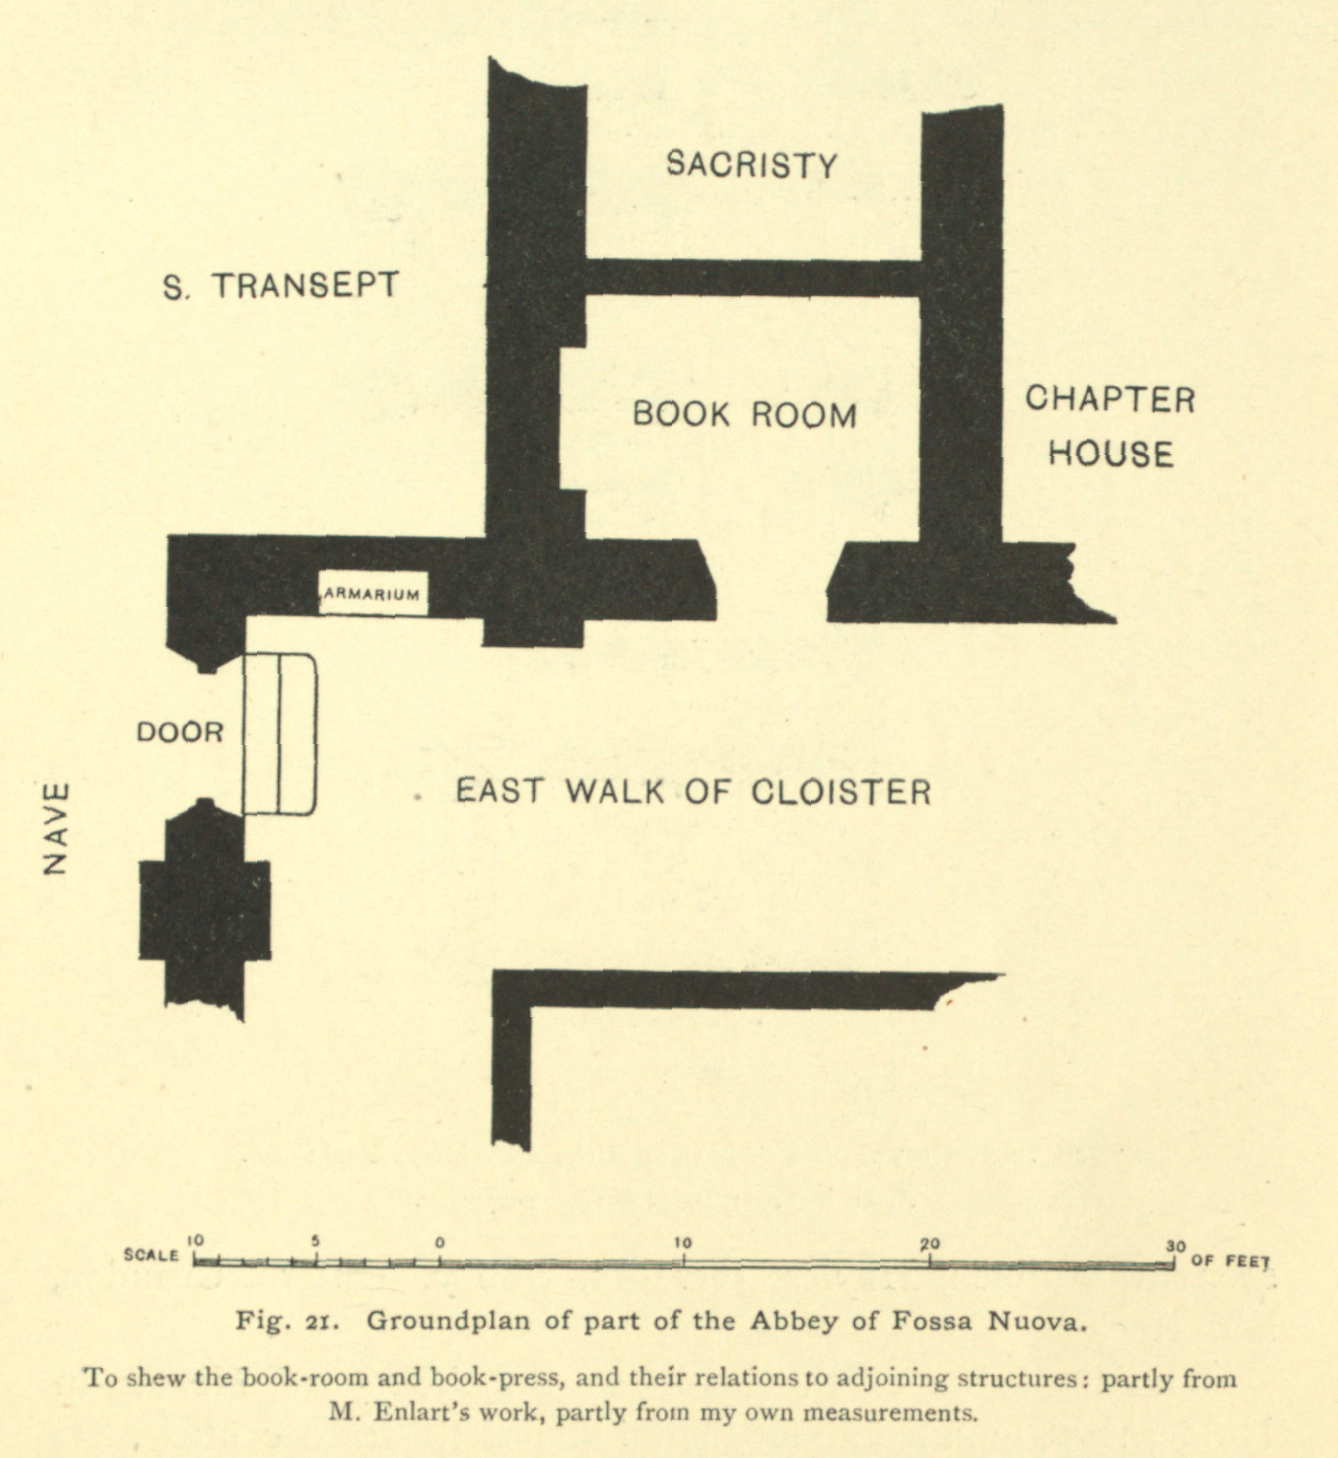 SACRISTY
S. TRANSEPT
BOOK ROOM
CHAPTER
HOUSE
ARMARIUM
DOOR
NAVE
EAST WALK OF CLOISTER
SCALE 10 5 0 10 20 30 OF FEET
Fig. 21. Groundplan of part of the Abbey of Fossa Nuova.
To shew the book-room and book-press, and their relations to adjoining structures: partly from
M. Enlart's work, partly from my own measurements.